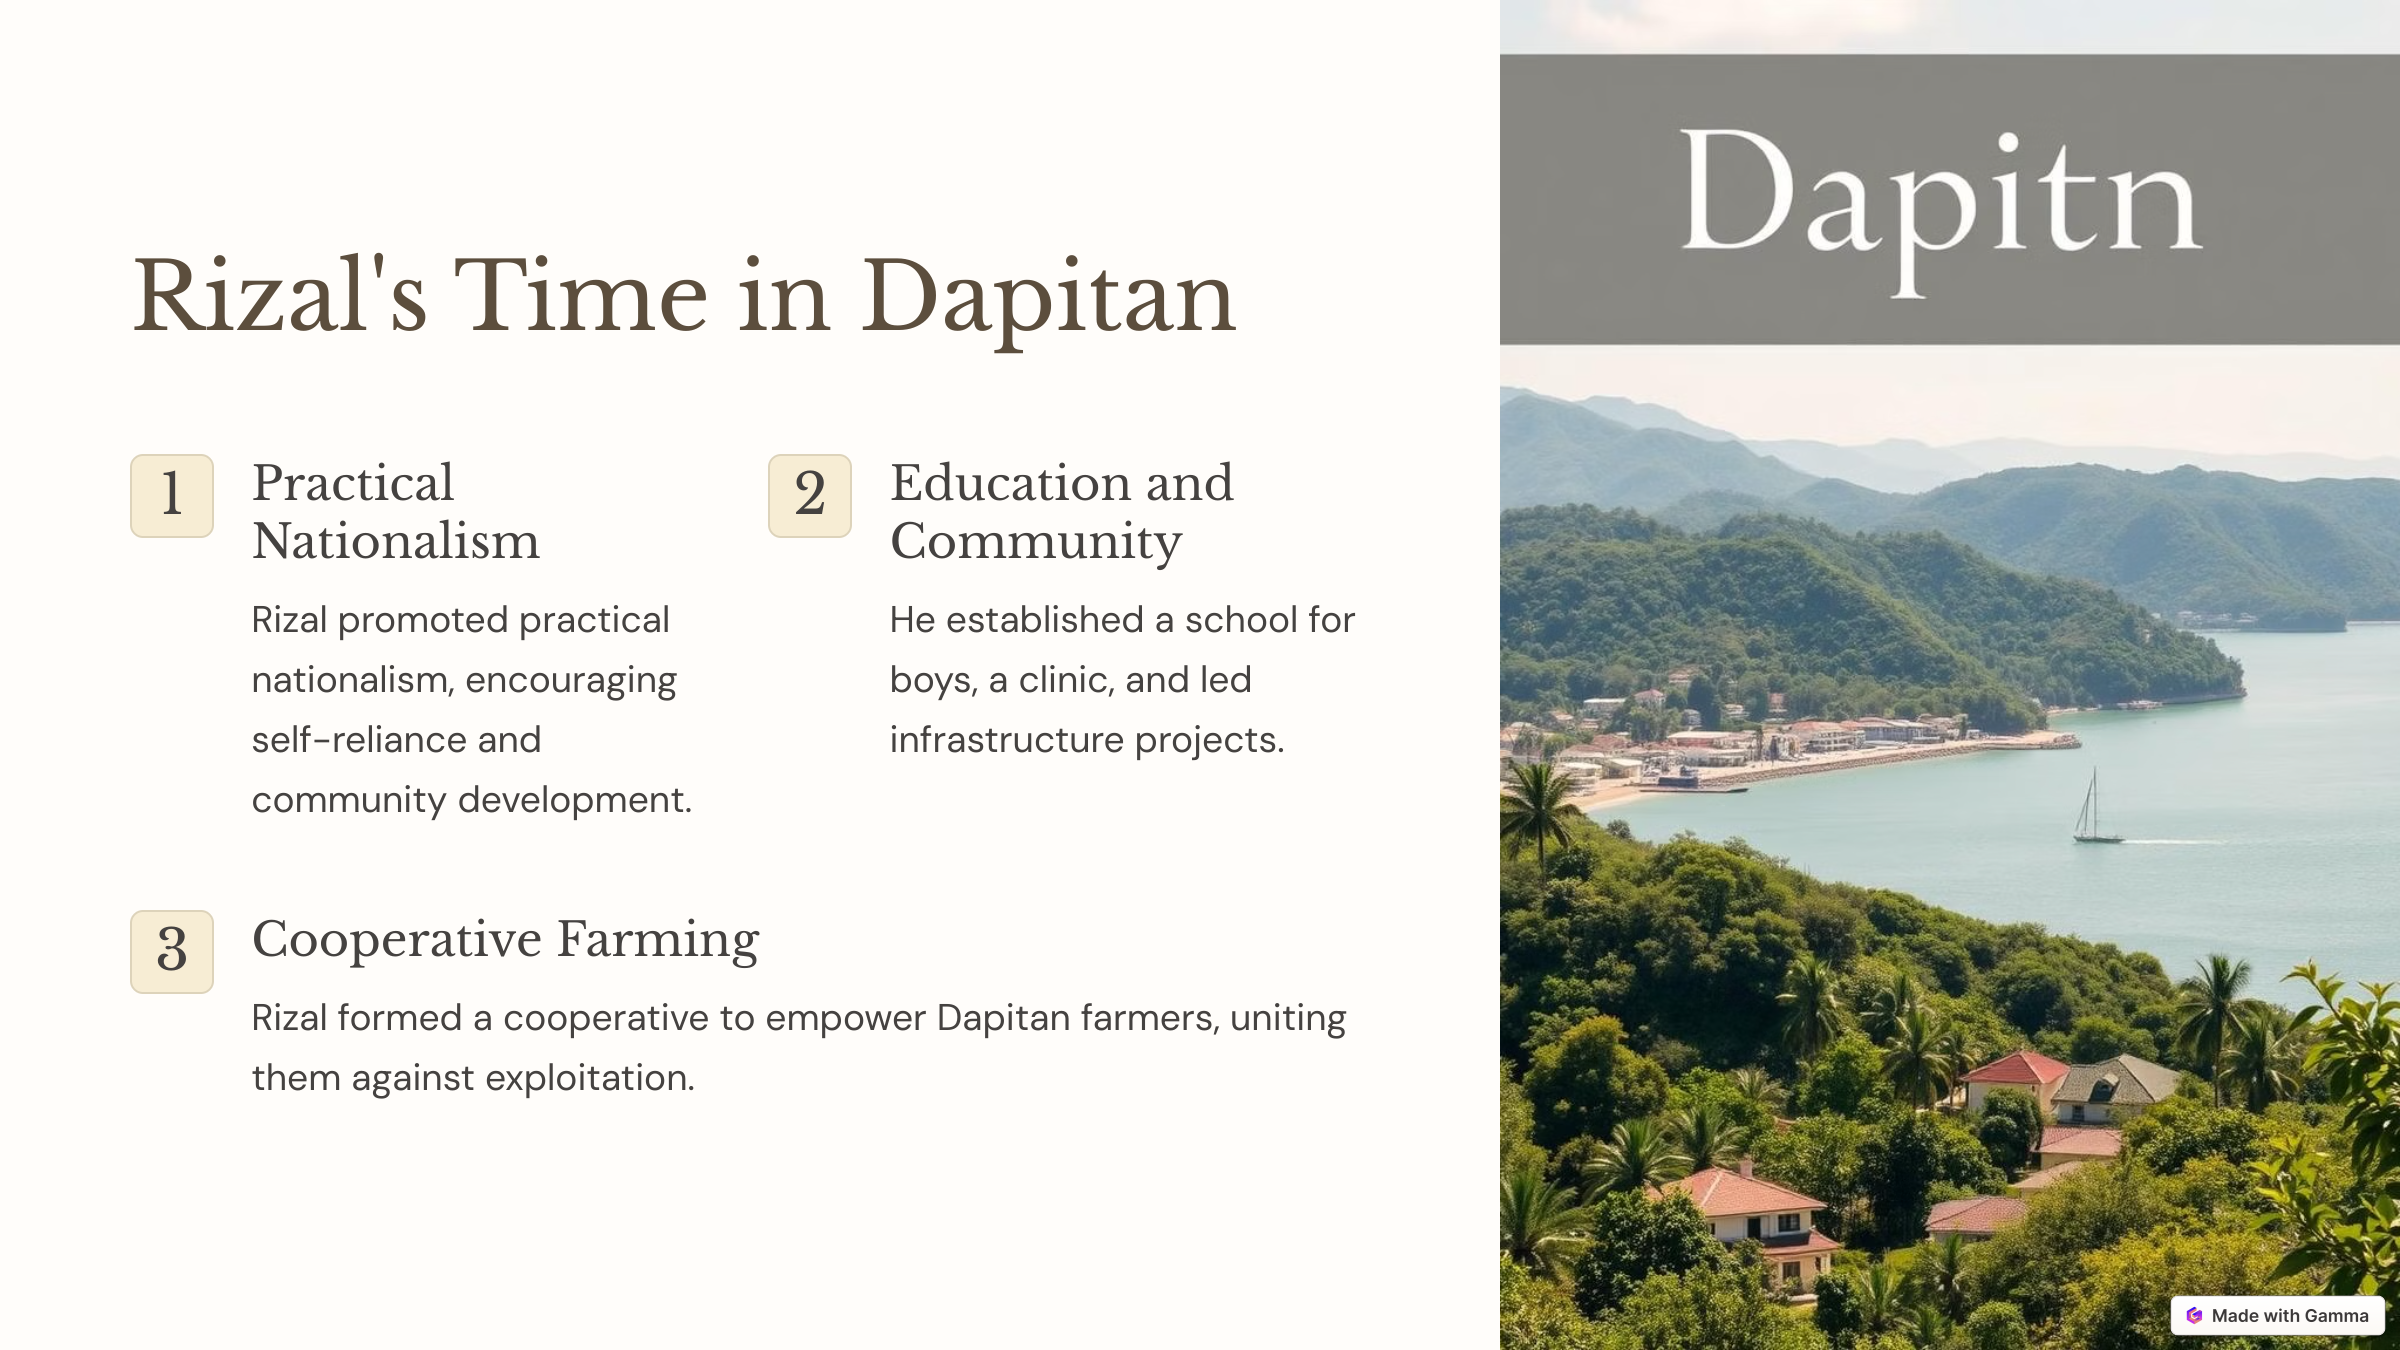 Rizal's Time in Dapitan
1
Practical
Nationalism
Rizal promoted practical
nationalism, encouraging
self-reliance and
community development.
2
Education and
Community
He established a school for
boys, a clinic, and led
infrastructure projects.
3
Cooperative Farming
Rizal formed a cooperative to empower Dapitan farmers, uniting
them against exploitation.
Dapitn
Made with Gamma